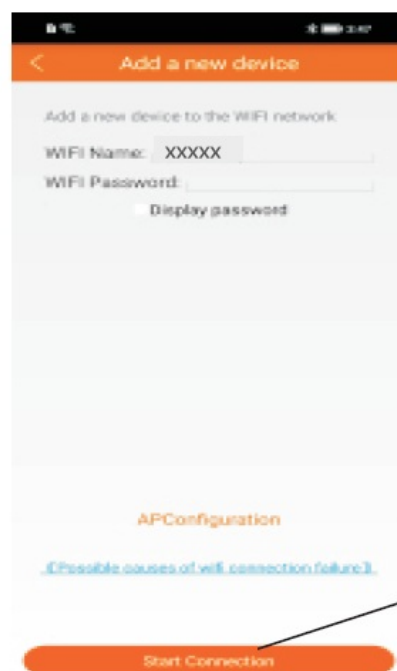 Add a new device
Add a new device to the WIFI network
WIFI Name: XXXXX
WIFI Password:
Display password
APConfiguration
《Possible causes of wifi connection failure》
Start Connection